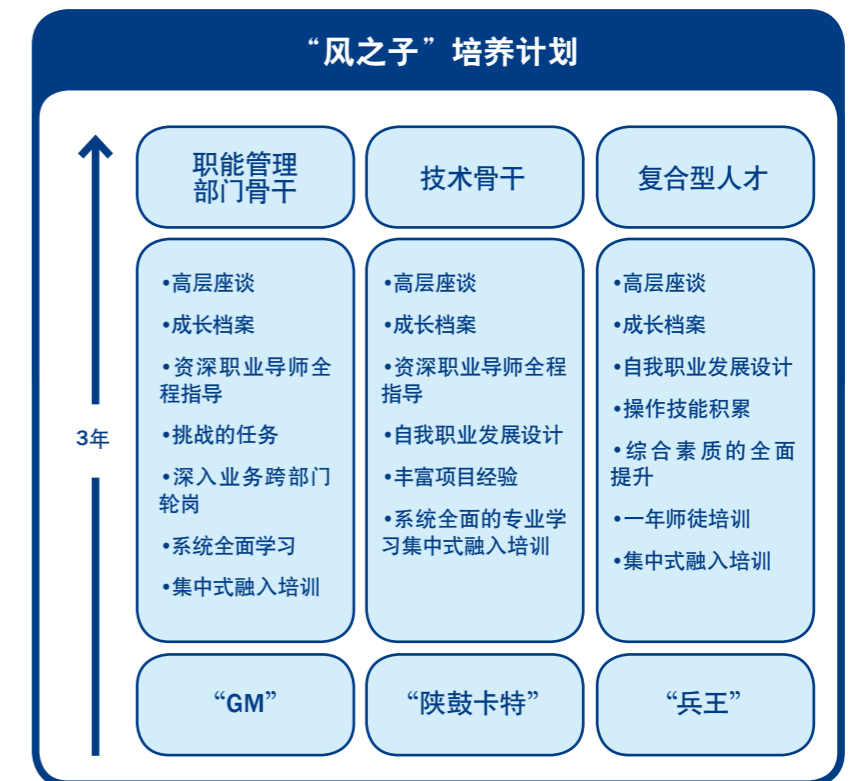 “风之子”培养计划
3年
职能管理
部门骨干
•高层座谈
•成长档案
•资深职业导师全
程指导
•挑战的任务
•深入业务跨部门
轮岗
•系统全面学习
•集中式融入培训
“GM”
技术骨干
•高层座谈
•成长档案
•资深职业导师全程
指导
•自我职业发展设计
•丰富项目经验
•系统全面的专业学
习集中式融入培训
“陕鼓卡特”
复合型人才
•高层座谈
•成长档案
•自我职业发展设计
•操作技能积累
•综合素质的全面
提升
•一年师徒培训
•集中式融入培训
“兵王”